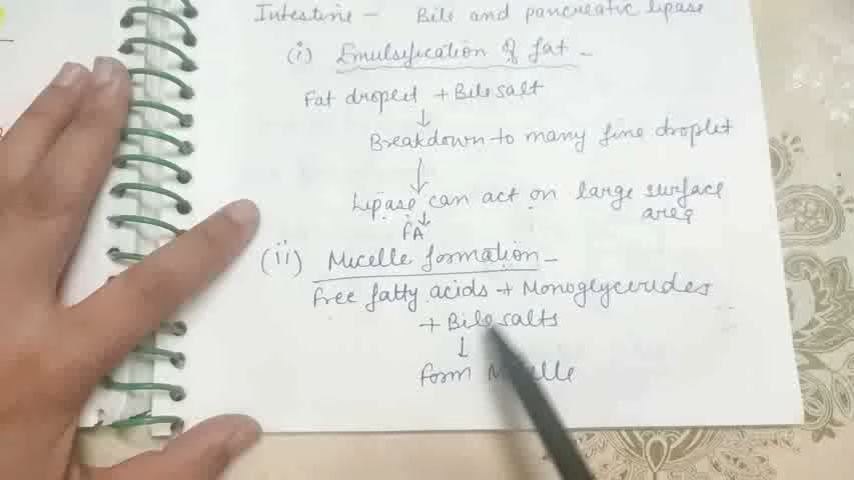 Intestine - Bile and pancreatic lipase
(i) Emulsification of fat -
Fat droplet + Bile salt
↓
Breakdown to many fine droplet
↓
Lipase can act on large surface area
↓
FA
(ii) Micelle formation -
Free fatty acids + Monoglycerides
+ Bile salts
↓
form Micelle